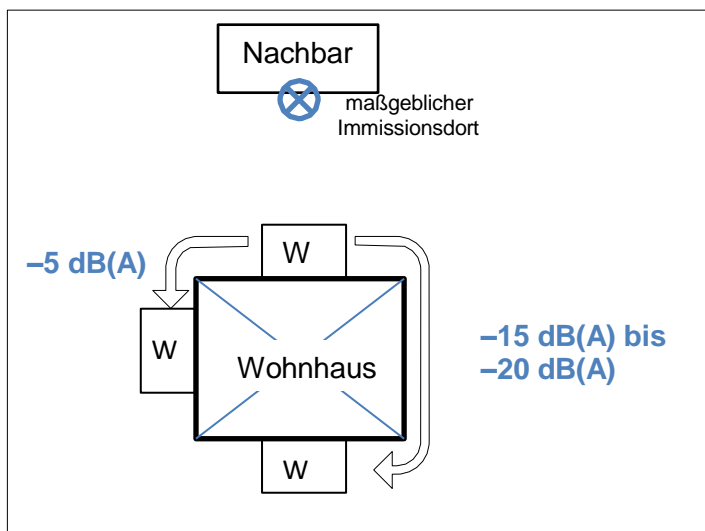 Nachbar
maßgeblicher
Immissionsdort
–5 dB(A)
W
W
Wohnhaus
–15 dB(A) bis
–20 dB(A)
W